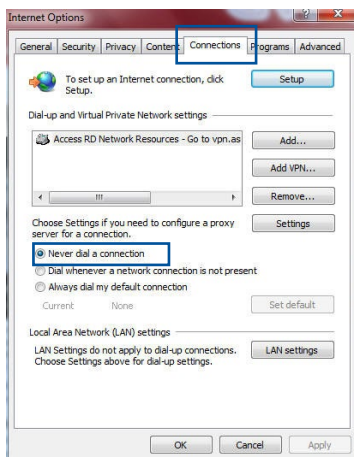 Internet Options
General Security Privacy Content Connections Programs Advanced
To set up an Internet connection, click
Setup.
Setup
Dial-up and Virtual Private Network settings
Access RD Network Resources - Go to vpn.as
Add...
Add VPN...
Remove...
Choose Settings if you need to configure a proxy
server for a connection.
Settings
Never dial a connection
Dial whenever a network connection is not present
Always dial my default connection
Current None
Set default
Local Area Network (LAN) settings
LAN Settings do not apply to dial-up connections.
Choose Settings above for dial-up settings.
LAN settings
OK Cancel Apply